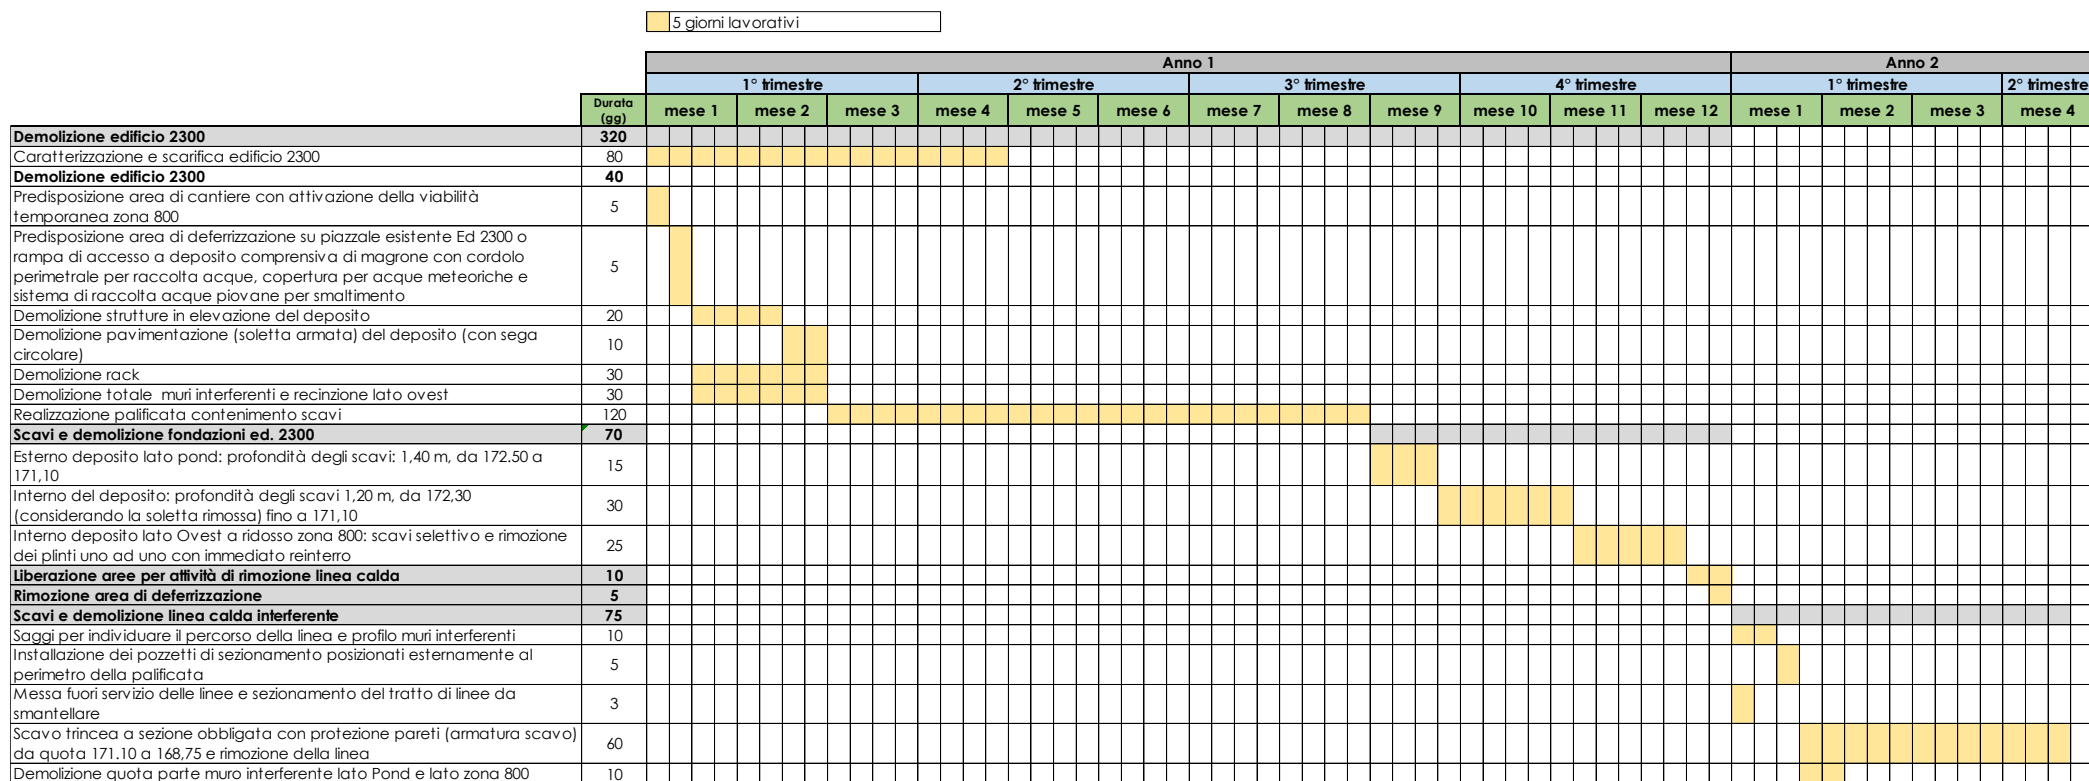 5 giorni lavorativi
Anno 1 Anno 2
1° trimestre 2° trimestre 3° trimestre 4° trimestre 1° trimestre 2° trimestre
Durata
(gg)
mese 1 mese 2 mese 3 mese 4 mese 5 mese 6 mese 7 mese 8 mese 9 mese 10 mese 11 mese 12 mese 1 mese 2 mese 3 mese 4
Demolizione edificio 2300 320
Caratterizzazione e scarifica edificio 2300 80
Demolizione edificio 2300 40
Predisposizione area di cantiere con attivazione della viabilità
temporanea zona 800 5
Predisposizione area di deferrizzazione su piazzale esistente Ed 2300 o
rampa di accesso a deposito comprensiva di magrone con cordolo
perimetrale per raccolta acque, copertura per acque meteoriche e
sistema di raccolta acque piovane per smaltimento 5
Demolizione strutture in elevazione del deposito 20
Demolizione pavimentazione (soletta armata) del deposito (con sega
circolare) 10
Demolizione rack 30
Demolizione totale muri interferenti e recinzione lato ovest 30
Realizzazione palificata contenimento scavi 120
Scavi e demolizione fondazioni ed. 2300 70
Esterno deposito lato pond: profondità degli scavi: 1,40 m, da 172.50 a
171,10 15
Interno del deposito: profondità degli scavi 1,20 m, da 172,30
(considerando la soletta rimossa) fino a 171,10 30
Interno deposito lato Ovest a ridosso zona 800: scavi selettivo e rimozione
dei plinti uno ad uno con immediato reinterro 25
Liberazione aree per attività di rimozione linea calda 10
Rimozione area di deferrizzazione 5
Scavi e demolizione linea calda interferente 75
Saggi per individuare il percorso della linea e profilo muri interferenti 10
Installazione dei pozzetti di sezionamento posizionati esternamente al
perimetro della palificata 5
Messa fuori servizio delle linee e sezionamento del tratto di linee da
smantellare 3
Scavo trincea a sezione obbligata con protezione pareti (armatura scavo)
da quota 171.10 a 168,75 e rimozione della linea 60
Demolizione quota parte muro interferente lato Pond e lato zona 800 10